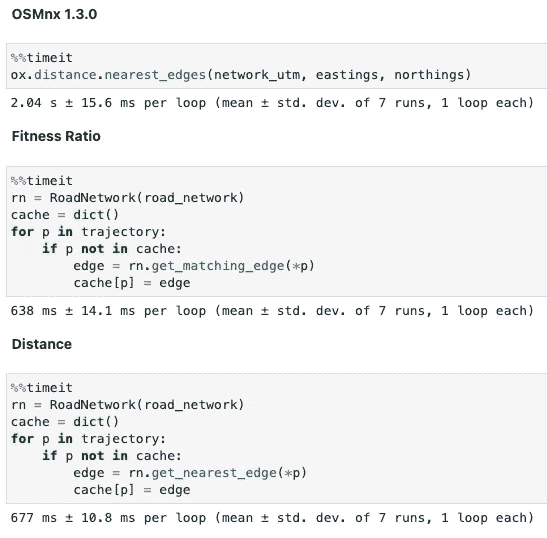 OSMnx 1.3.0
%%timeit
ox.distance.nearest_edges(network_utm, eastings, northings)
2.04 s ± 15.6 ms per loop (mean ± std. dev. of 7 runs, 1 loop each)
Fitness Ratio
%%timeit
rn = RoadNetwork(road_network)
cache = dict()
for p in trajectory:
    if p not in cache:
        edge = rn.get_matching_edge(*p)
        cache[p] = edge
638 ms ± 14.1 ms per loop (mean ± std. dev. of 7 runs, 1 loop each)
Distance
%%timeit
rn = RoadNetwork(road_network)
cache = dict()
for p in trajectory:
    if p not in cache:
        edge = rn.get_nearest_edge(*p)
        cache[p] = edge
677 ms ± 10.8 ms per loop (mean ± std. dev. of 7 runs, 1 loop each)